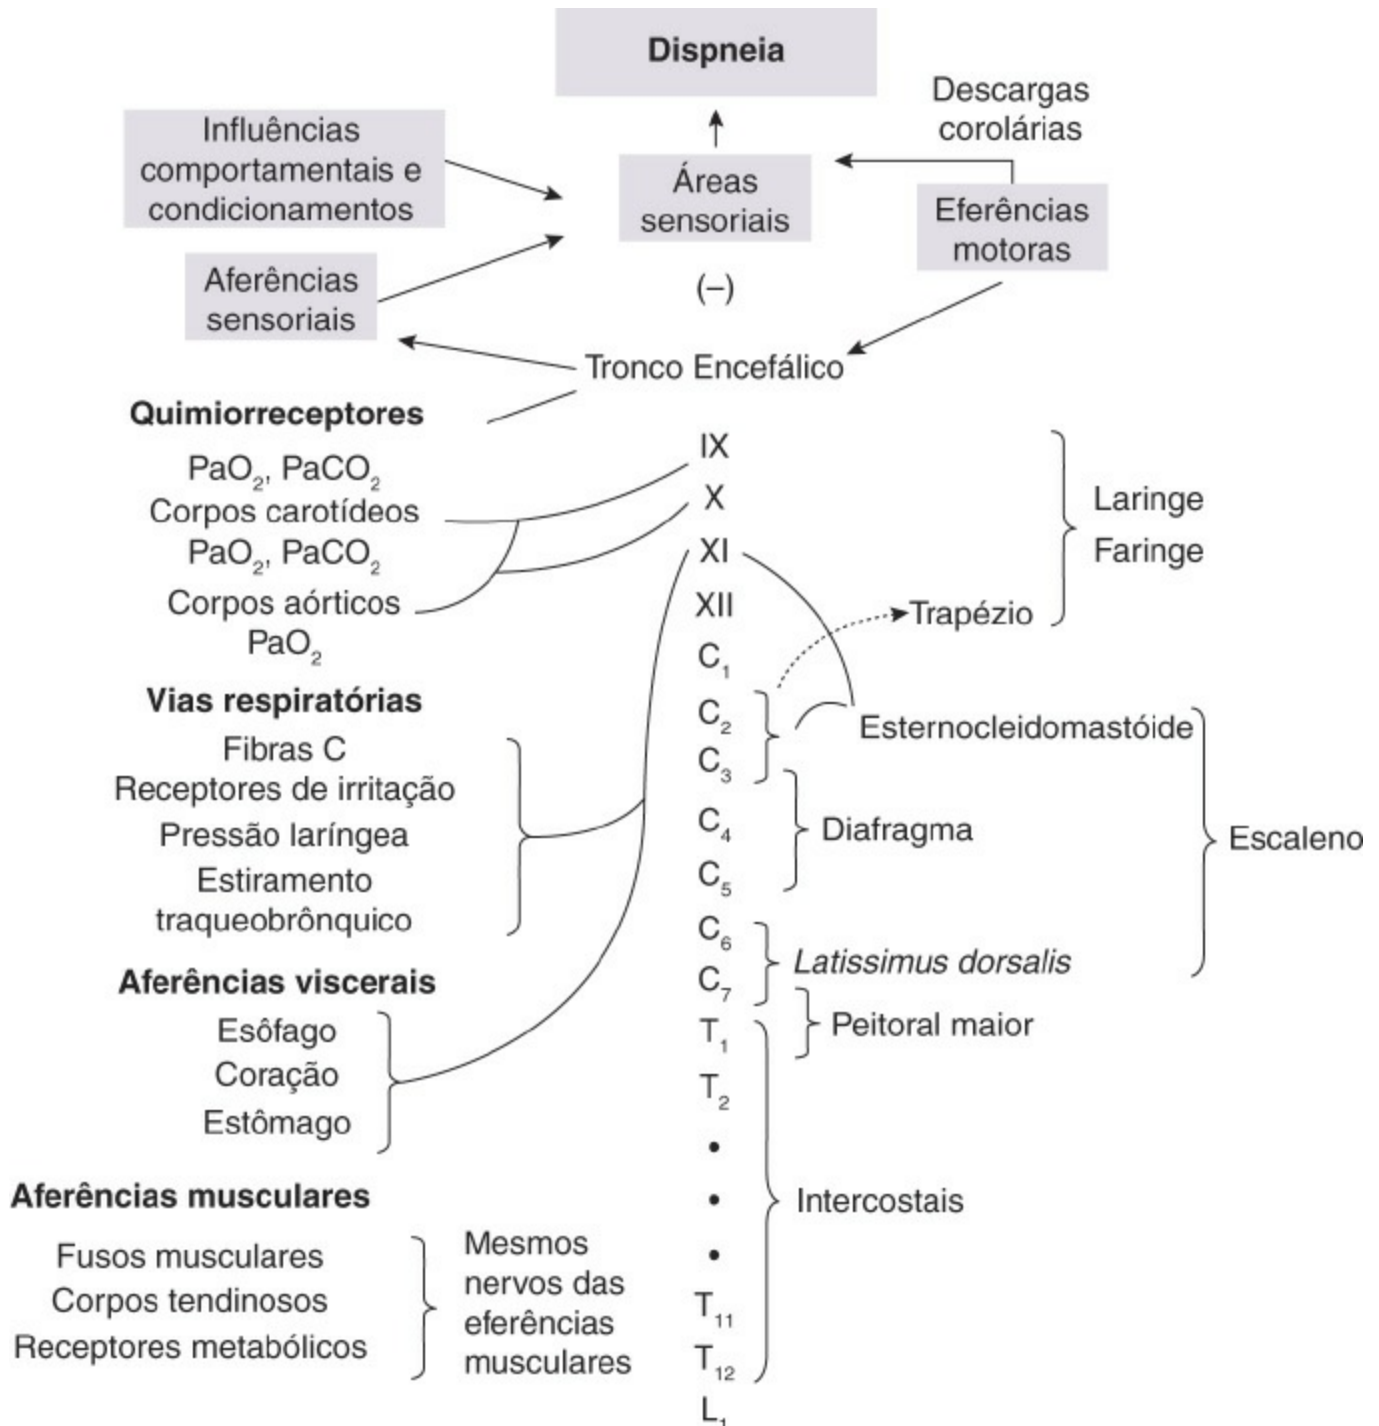 Dispneia
Descargas
corolárias
Influências
comportamentais e
condicionamentos
Áreas
sensoriais
Eferências
motoras
Aferências
sensoriais
(–)
Tronco Encefálico
Quimiorreceptores
PaO₂, PaCO₂
Corpos carotídeos
PaO₂, PaCO₂
Corpos aórticos
PaO₂
Vias respiratórias
Fibras C
Receptores de irritação
Pressão laríngea
Estiramento
traqueobrônquico
Aferências viscerais
Esôfago
Coração
Estômago
Aferências musculares
Fusos musculares
Corpos tendinosos
Receptores metabólicos
Mesmos
nervos das
eferências
musculares
IX
X
XI
XII
C₁
C₂
C₃
C₄
C₅
C₆
C₇
T₁
T₂
•
•
•
T₁₁
T₁₂
L₁
Laringe
Faringe
Trapézio
Esternocleidomastóide
Diafragma
Escaleno
Latissimus dorsalis
Peitoral maior
Intercostais